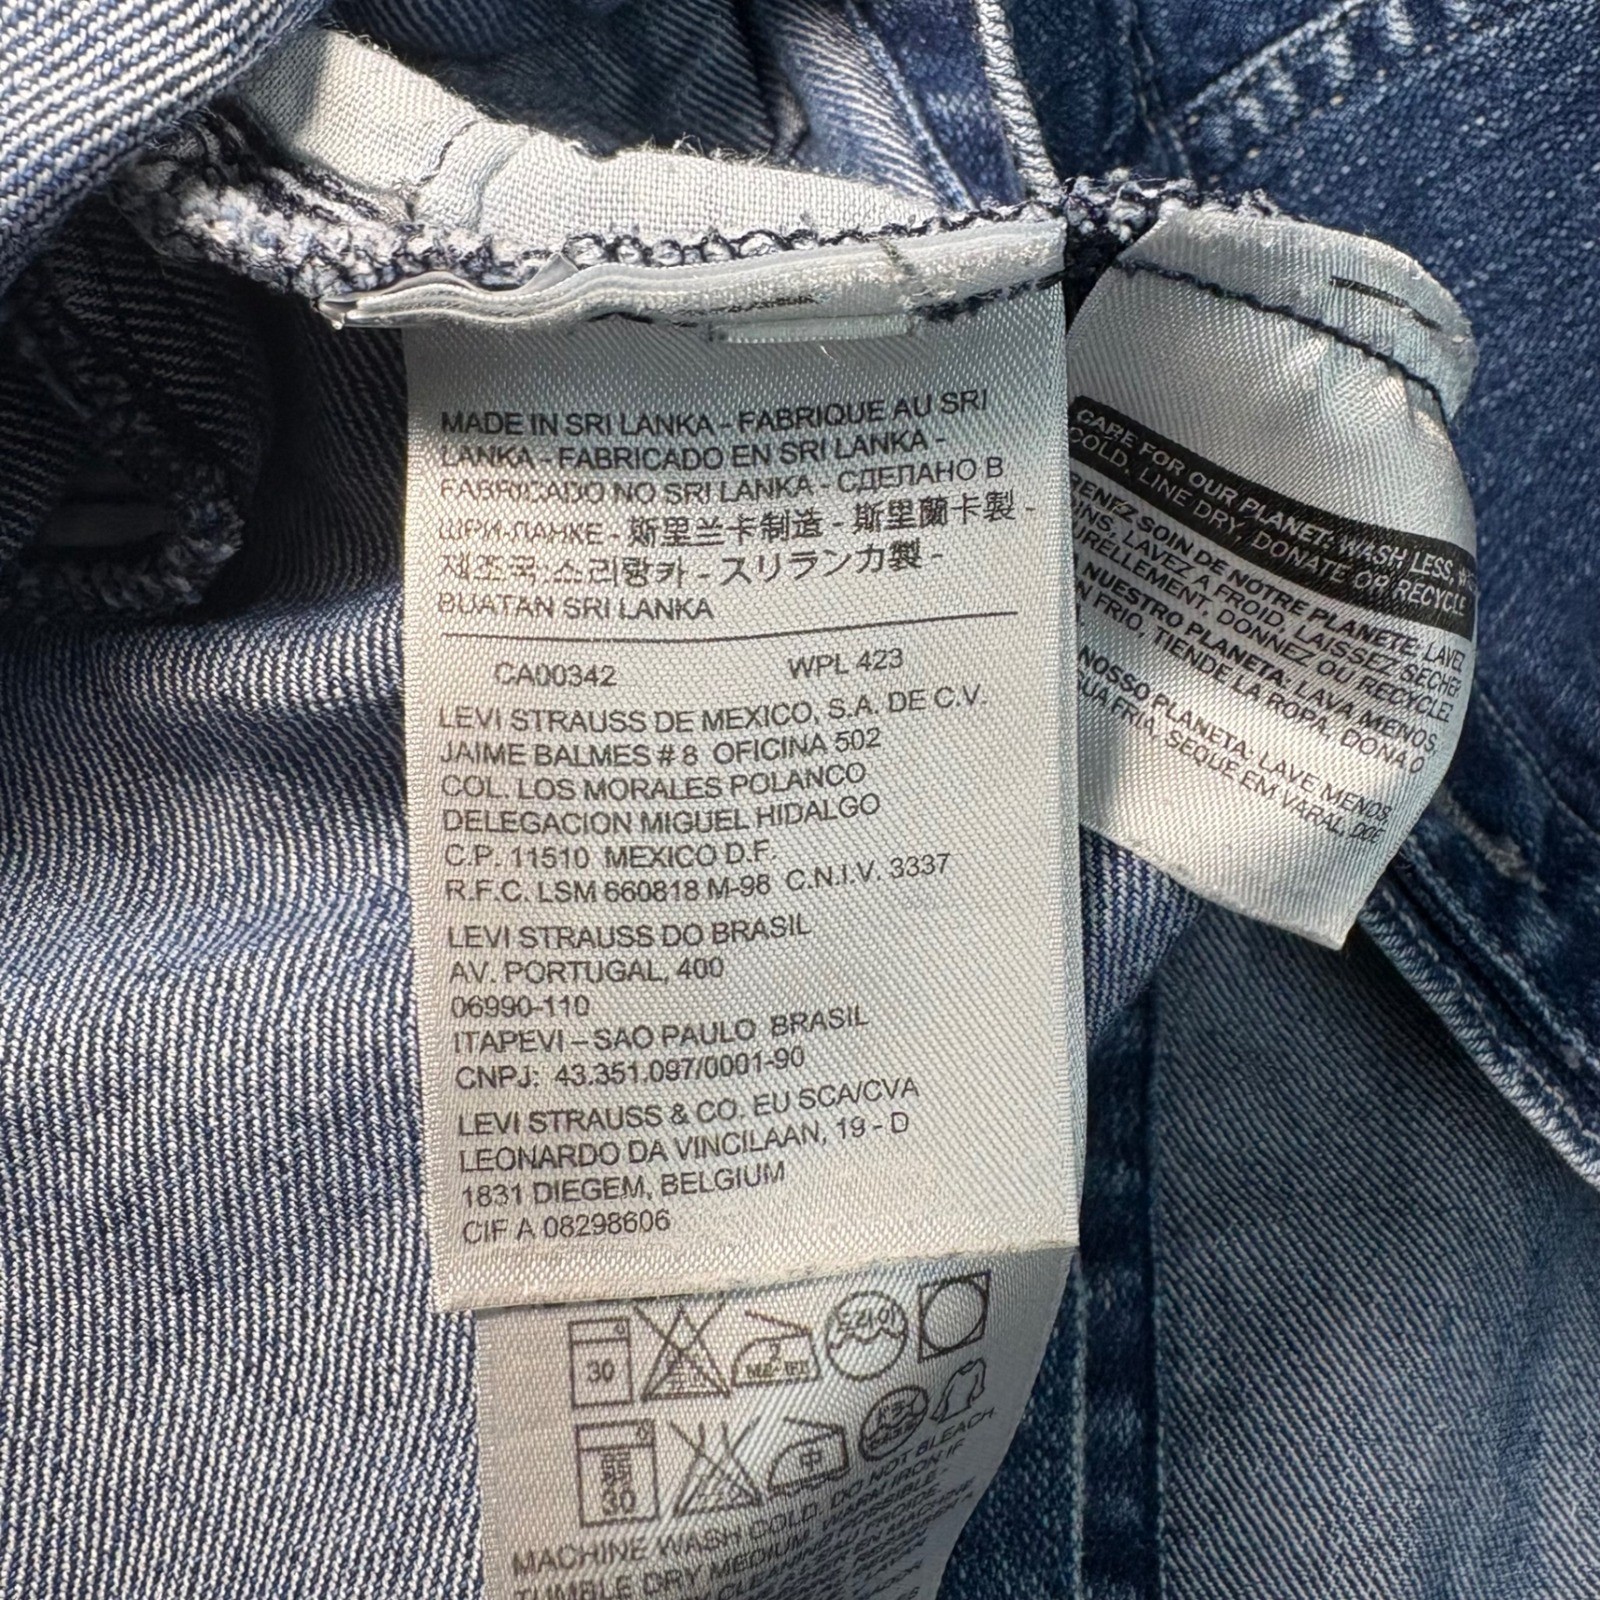 MADE IN SRI LANKA - FABRIQUE AU SRI
LANKA - FABRICADO EN SRI LANKA -
FABRICADO NO SRI LANKA - СДЕЛАНО В
ШРИ-ЛАНКЕ - 斯里兰卡制造 - 斯里蘭卡製 -
제조국:스리랑카 - スリランカ製 -
BUATAN SRI LANKA
CA00342 WPL 423
LEVI STRAUSS DE MEXICO, S.A. DE C.V.
JAIME BALMES # 8 OFICINA 502
COL. LOS MORALES POLANCO
DELEGACION MIGUEL HIDALGO
C.P. 11510 MEXICO D.F.
R.F.C. LSM 660818 M-98 C.N.I.V. 3337
LEVI STRAUSS DO BRASIL
AV. PORTUGAL, 400
06990-110
ITAPEVI – SAO PAULO BRASIL
CNPJ: 43.351.097/0001-90
LEVI STRAUSS & CO. EU SCA/CVA
LEONARDO DA VINCILAAN, 19 - D
1831 DIEGEM, BELGIUM
CIF A 08298606
CARE FOR OUR PLANET: WASH LESS,
COLD, LINE DRY, DONATE OR RECYCLE
SOIN DE NOTRE PLANETE: LAVEZ
LAVEZ A FROID, LAISSEZ SECHER
DONNEZ OU RECYCLEZ
NUESTRO PLANETA: LAVA MENOS,
FRIO, TIENDE LA ROPA, DONA O
NOSSO PLANETA: LAVE MENOS,
FRIA, SEQUE EM VARAL, DOE
30
30
MACHINE WASH COLD, DO NOT BLEACH,
TUMBLE DRY MEDIUM, WARM IRON IF